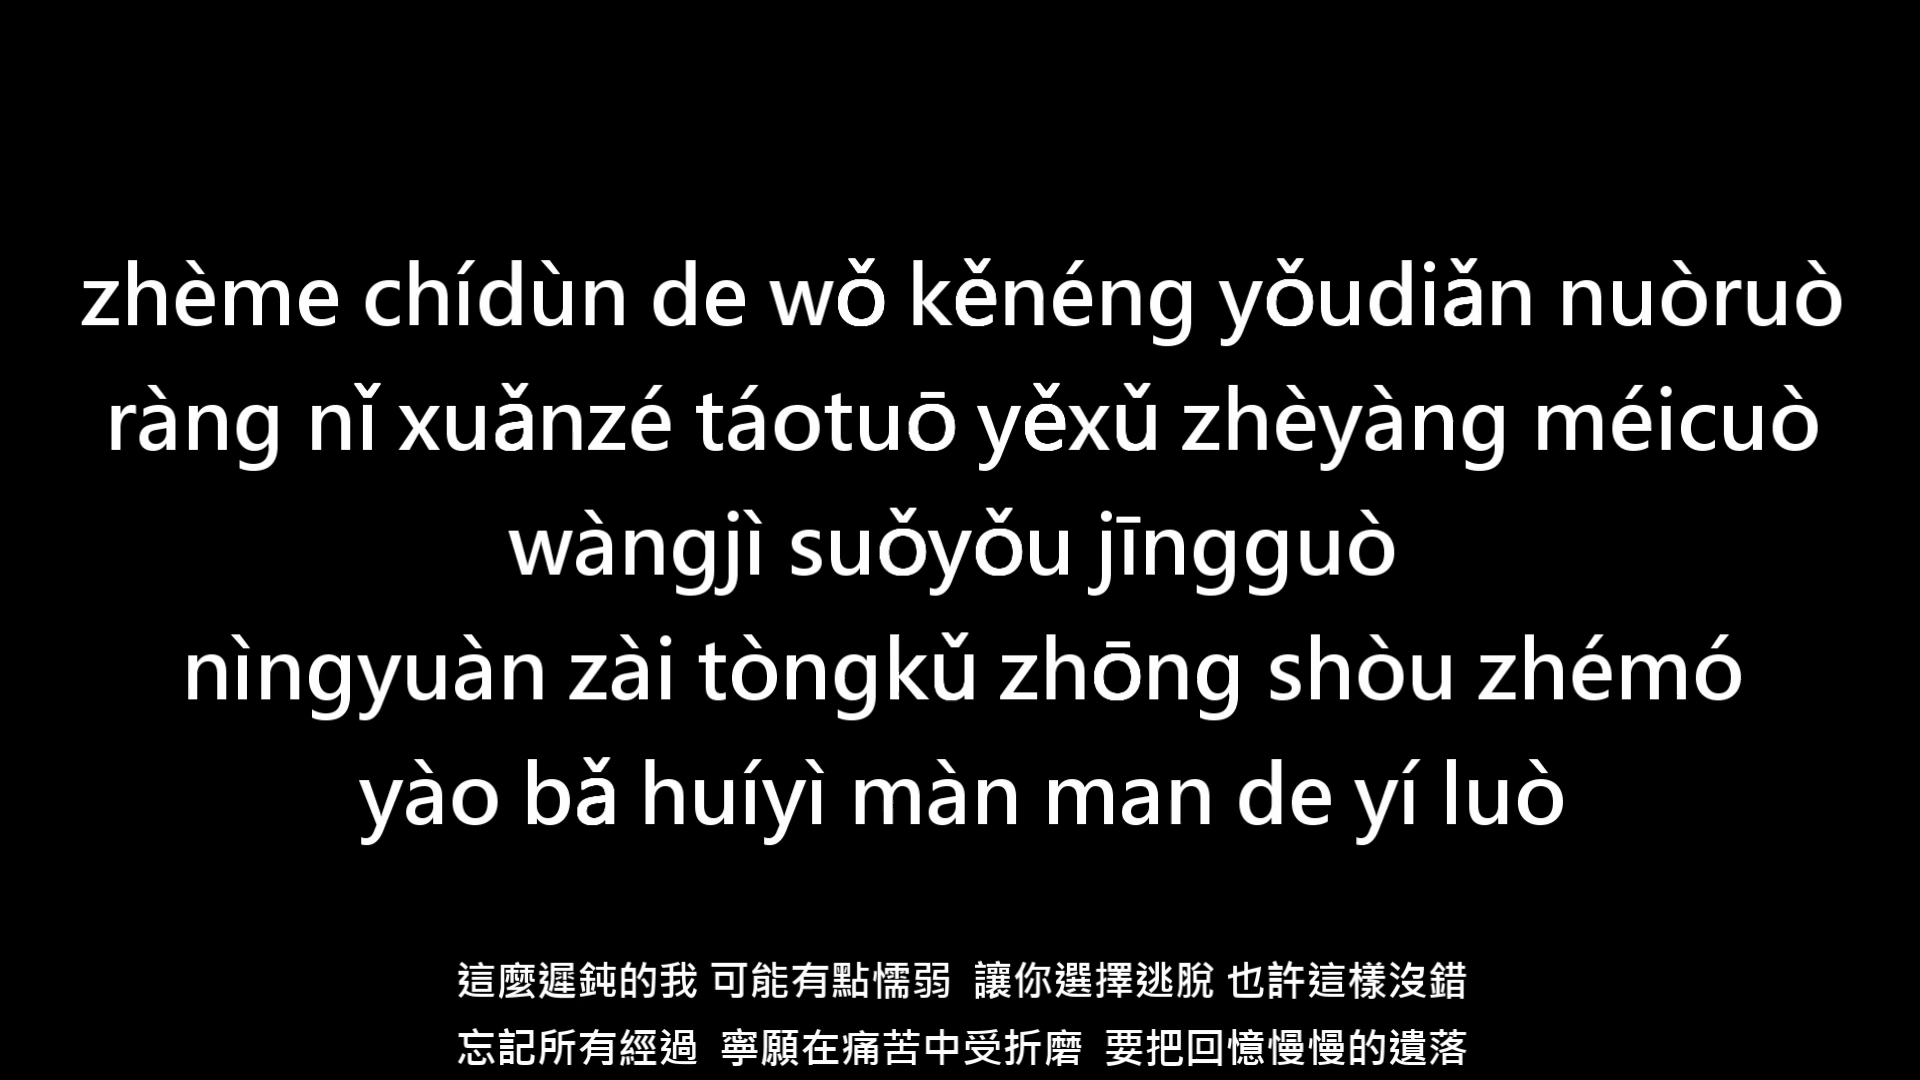 zhème chídùn de wǒ kěnéng yǒudiǎn nuòruò
ràng nǐ xuǎnzé táotuō yěxǔ zhèyàng méicuò
wàngjì suǒyǒu jīngguò
nìngyuàn zài tòngkǔ zhōng shòu zhémó
yào bǎ huíyì màn man de yí luò
這麼遲鈍的我 可能有點懦弱 讓你選擇逃脫 也許這樣沒錯
忘記所有經過 寧願在痛苦中受折磨 要把回憶慢慢的遺落